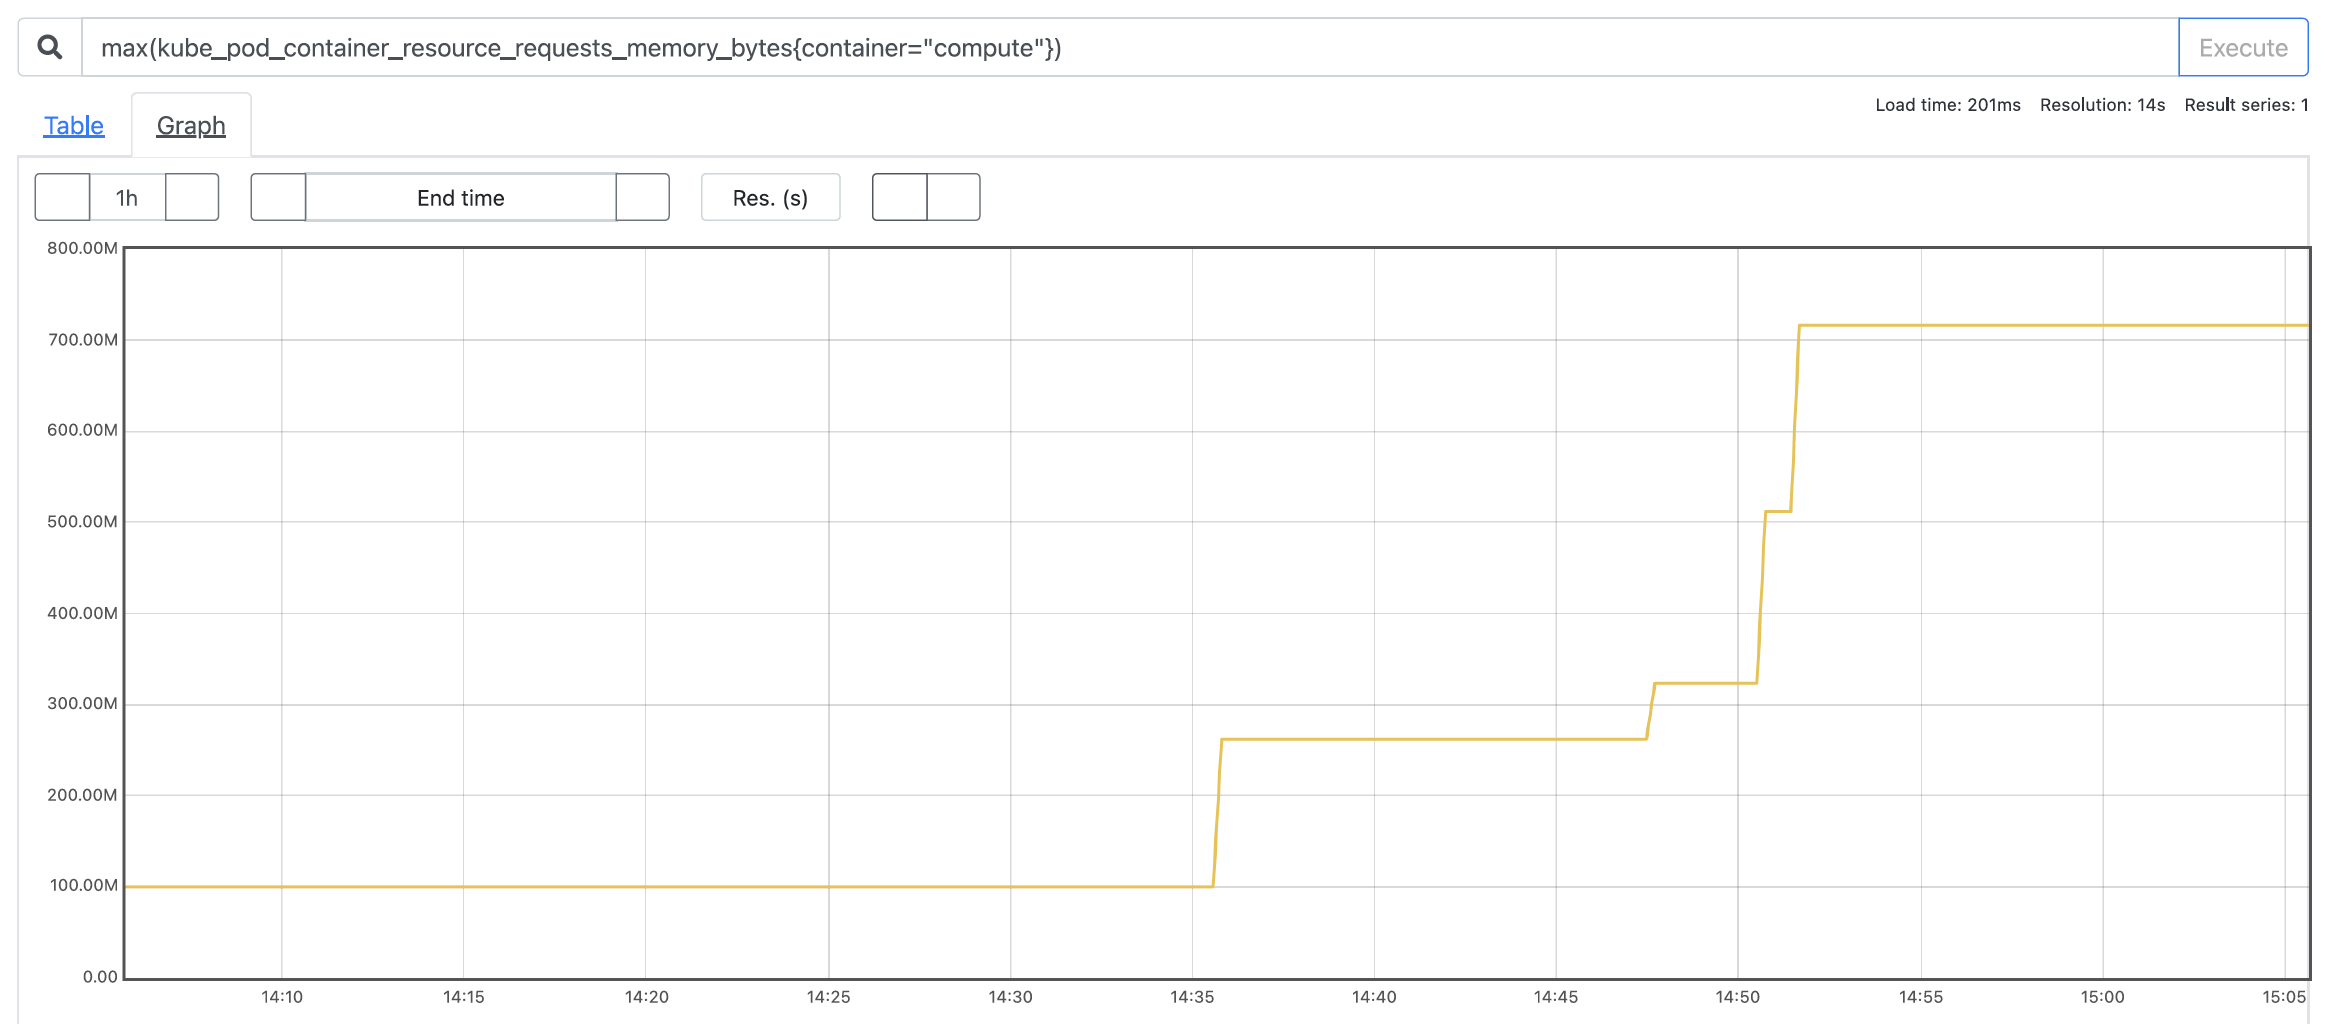 max(kube_pod_container_resource_requests_memory_bytes{container="compute"})
Execute
Load time: 201ms Resolution: 14s Result series: 1
Table Graph
1h End time Res. (s)
800.00M
700.00M
600.00M
500.00M
400.00M
300.00M
200.00M
100.00M
0.00
14:10 14:15 14:20 14:25 14:30 14:35 14:40 14:45 14:50 14:55 15:00 15:05